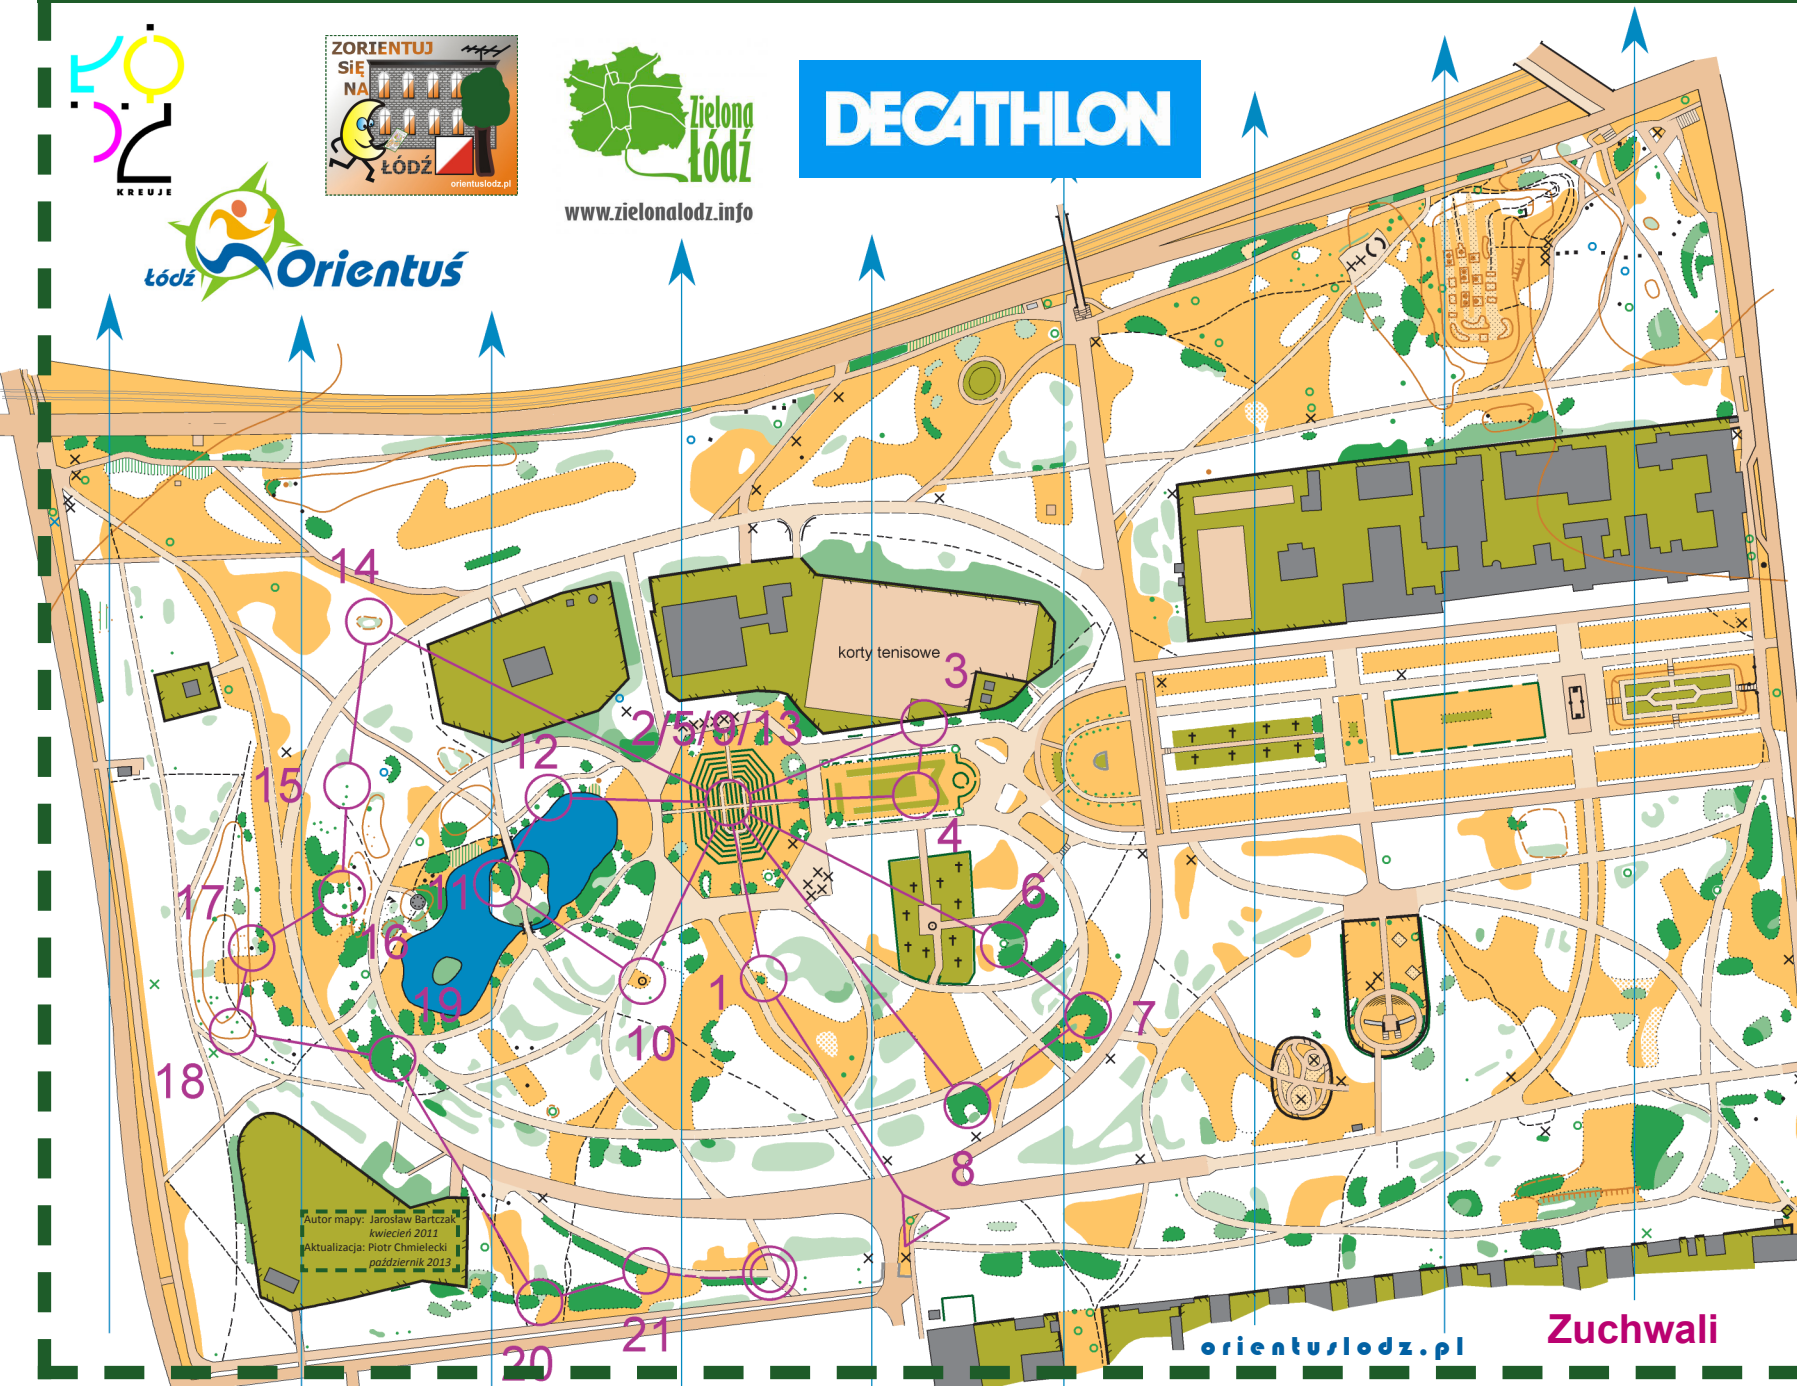 KREUJE
ZORIENTUJ
SIĘ
NA
ŁÓDŹ
orientuslodz.pl
Zielona
Łódź
www.zielonalodz.info
DECATHLON
Łódź Orientuś
korty tenisowe
14
3
2/5/9/13
12
15
4
17
11
6
16
19
1
7
10
18
8
21
20
Autor mapy: Jarosław Bartczak
kwiecień 2011
Aktualizacja: Piotr Chmielecki
październik 2013
Zuchwali
orientuslodz.pl